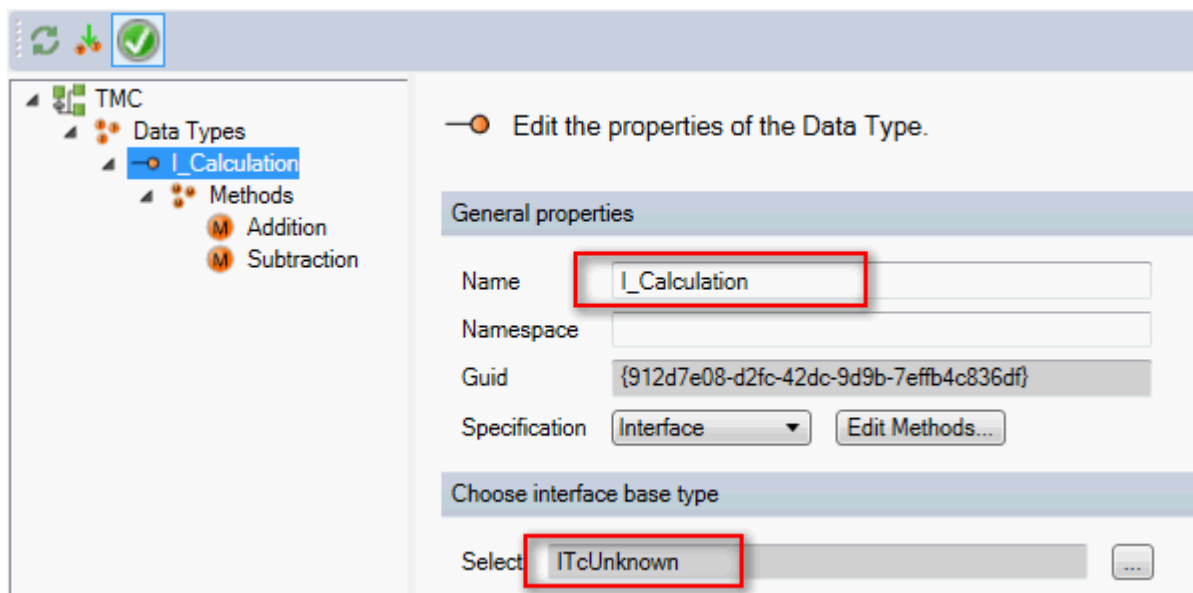 TMC
Data Types
I_Calculation
Methods
Addition
Subtraction
Edit the properties of the Data Type.
General properties
Name I_Calculation
Namespace
Guid {912d7e08-d2fc-42dc-9d9b-7effb4c836df}
Specification Interface Edit Methods...
Choose interface base type
Select ITcUnknown ...